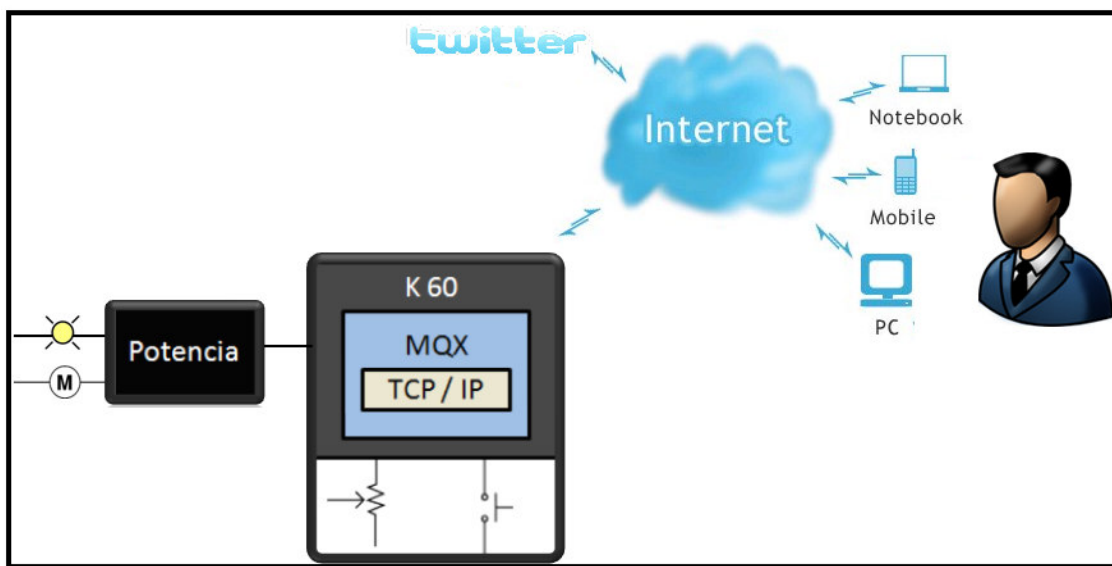 twitter
Internet
Notebook
Mobile
PC
K 60
MQX
TCP / IP
Potencia
M